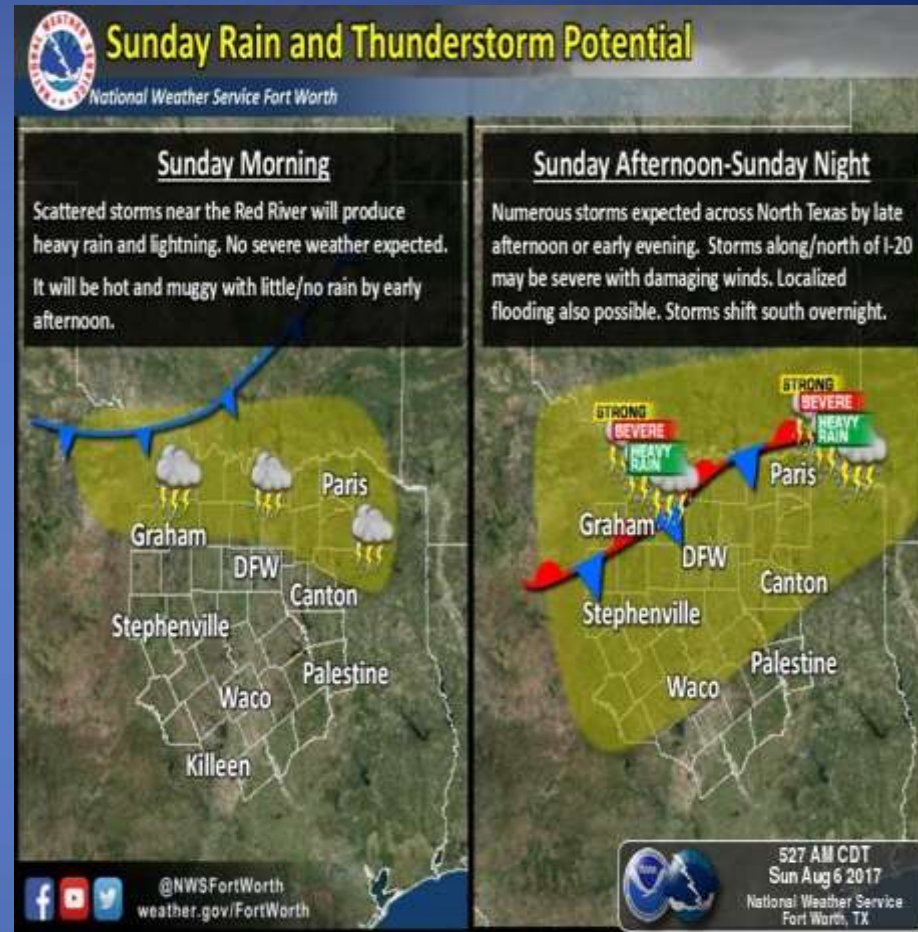 Sunday Rain and Thunderstorm Potential
National Weather Service Fort Worth
Sunday Morning
Scattered storms near the Red River will produce
heavy rain and lightning. No severe weather expected.
It will be hot and muggy with little/no rain by early
afternoon.
Paris
Graham
DFW
Canton
Stephenville
Palestine
Waco
Killeen
@NWSFortWorth
weather.gov/FortWorth
Sunday Afternoon-Sunday Night
Numerous storms expected across North Texas by late
afternoon or early evening. Storms along/north of I-20
may be severe with damaging winds. Localized
flooding also possible. Storms shift south overnight.
STRONG
SEVERE
HEAVY
RAIN
STRONG
SEVERE
HEAVY
RAIN
Paris
Graham
DFW
Canton
Stephenville
Palestine
Waco
527 AM CDT
Sun Aug 6 2017
National Weather Service
Fort Worth, TX